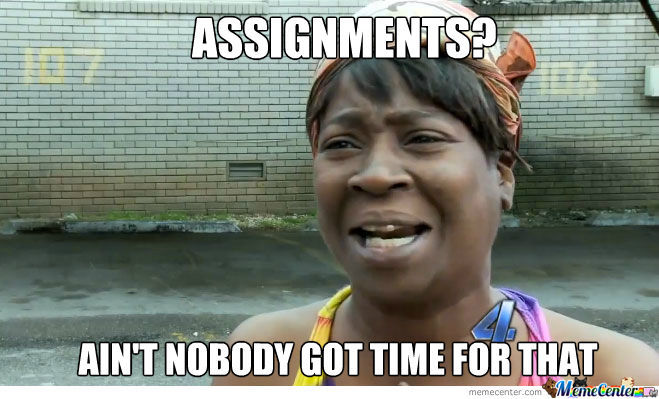 107
106
ASSIGNMENTS?
4
AIN'T NOBODY GOT TIME FOR THAT
memecenter.com MemeCenter